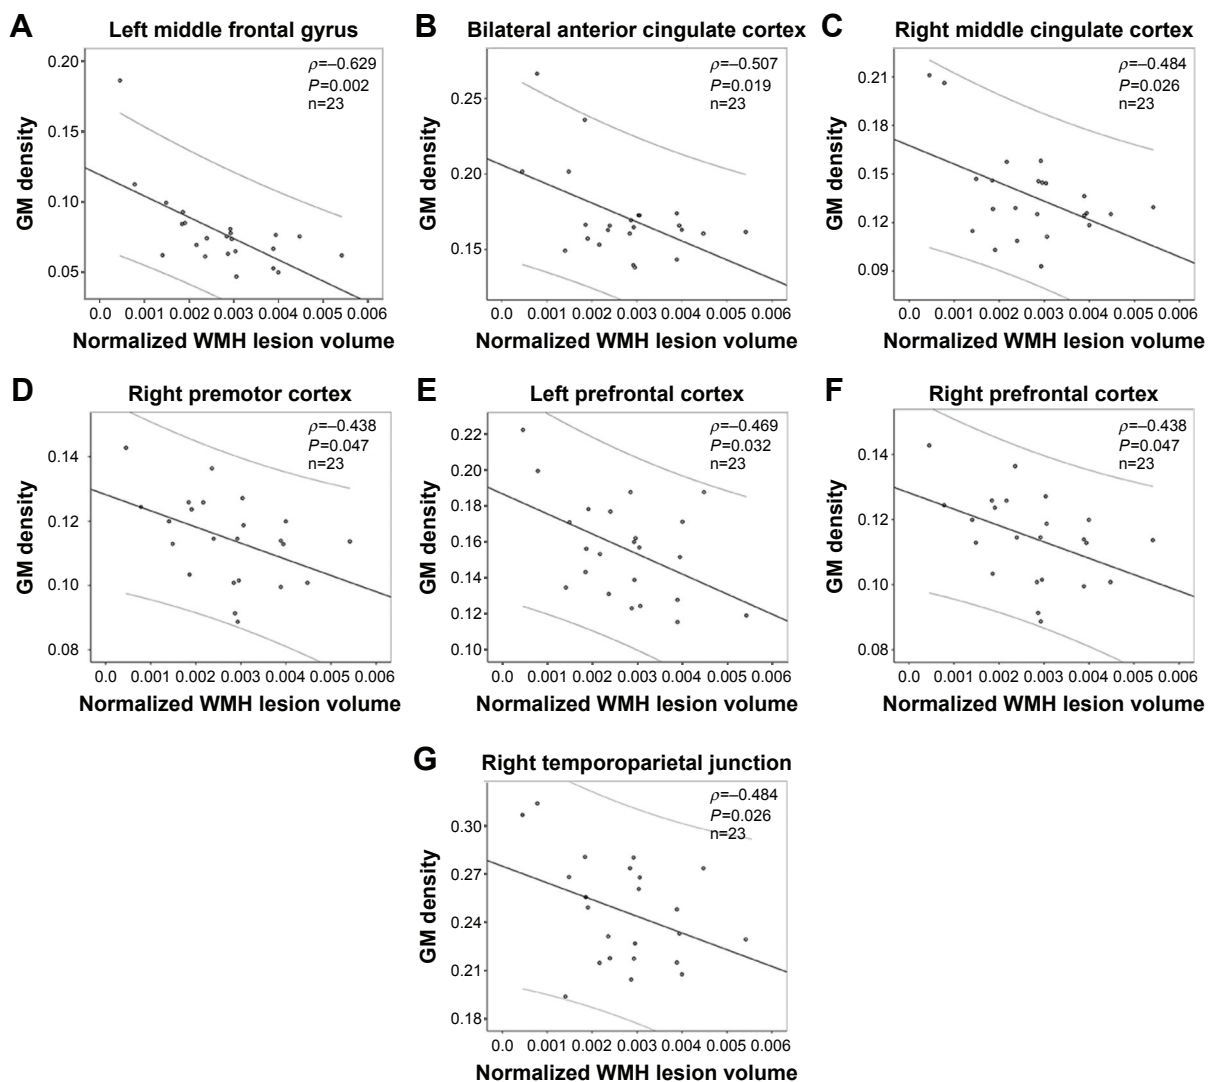 A
Left middle frontal gyrus
ρ=–0.629
P=0.002
n=23
GM density
0.20
0.15
0.10
0.05
0.0 0.001 0.002 0.003 0.004 0.005 0.006
Normalized WMH lesion volume
B
Bilateral anterior cingulate cortex
ρ=–0.507
P=0.019
n=23
GM density
0.25
0.20
0.15
0.0 0.001 0.002 0.003 0.004 0.005 0.006
Normalized WMH lesion volume
C
Right middle cingulate cortex
ρ=–0.484
P=0.026
n=23
GM density
0.21
0.18
0.15
0.12
0.09
0.0 0.001 0.002 0.003 0.004 0.005 0.006
Normalized WMH lesion volume
D
Right premotor cortex
ρ=–0.438
P=0.047
n=23
GM density
0.14
0.12
0.10
0.08
0.0 0.001 0.002 0.003 0.004 0.005 0.006
Normalized WMH lesion volume
E
Left prefrontal cortex
ρ=–0.469
P=0.032
n=23
GM density
0.22
0.20
0.18
0.16
0.14
0.12
0.10
0.0 0.001 0.002 0.003 0.004 0.005 0.006
Normalized WMH lesion volume
F
Right prefrontal cortex
ρ=–0.438
P=0.047
n=23
GM density
0.14
0.12
0.10
0.08
0.0 0.001 0.002 0.003 0.004 0.005 0.006
Normalized WMH lesion volume
G
Right temporoparietal junction
ρ=–0.484
P=0.026
n=23
GM density
0.30
0.27
0.24
0.21
0.18
0.0 0.001 0.002 0.003 0.004 0.005 0.006
Normalized WMH lesion volume